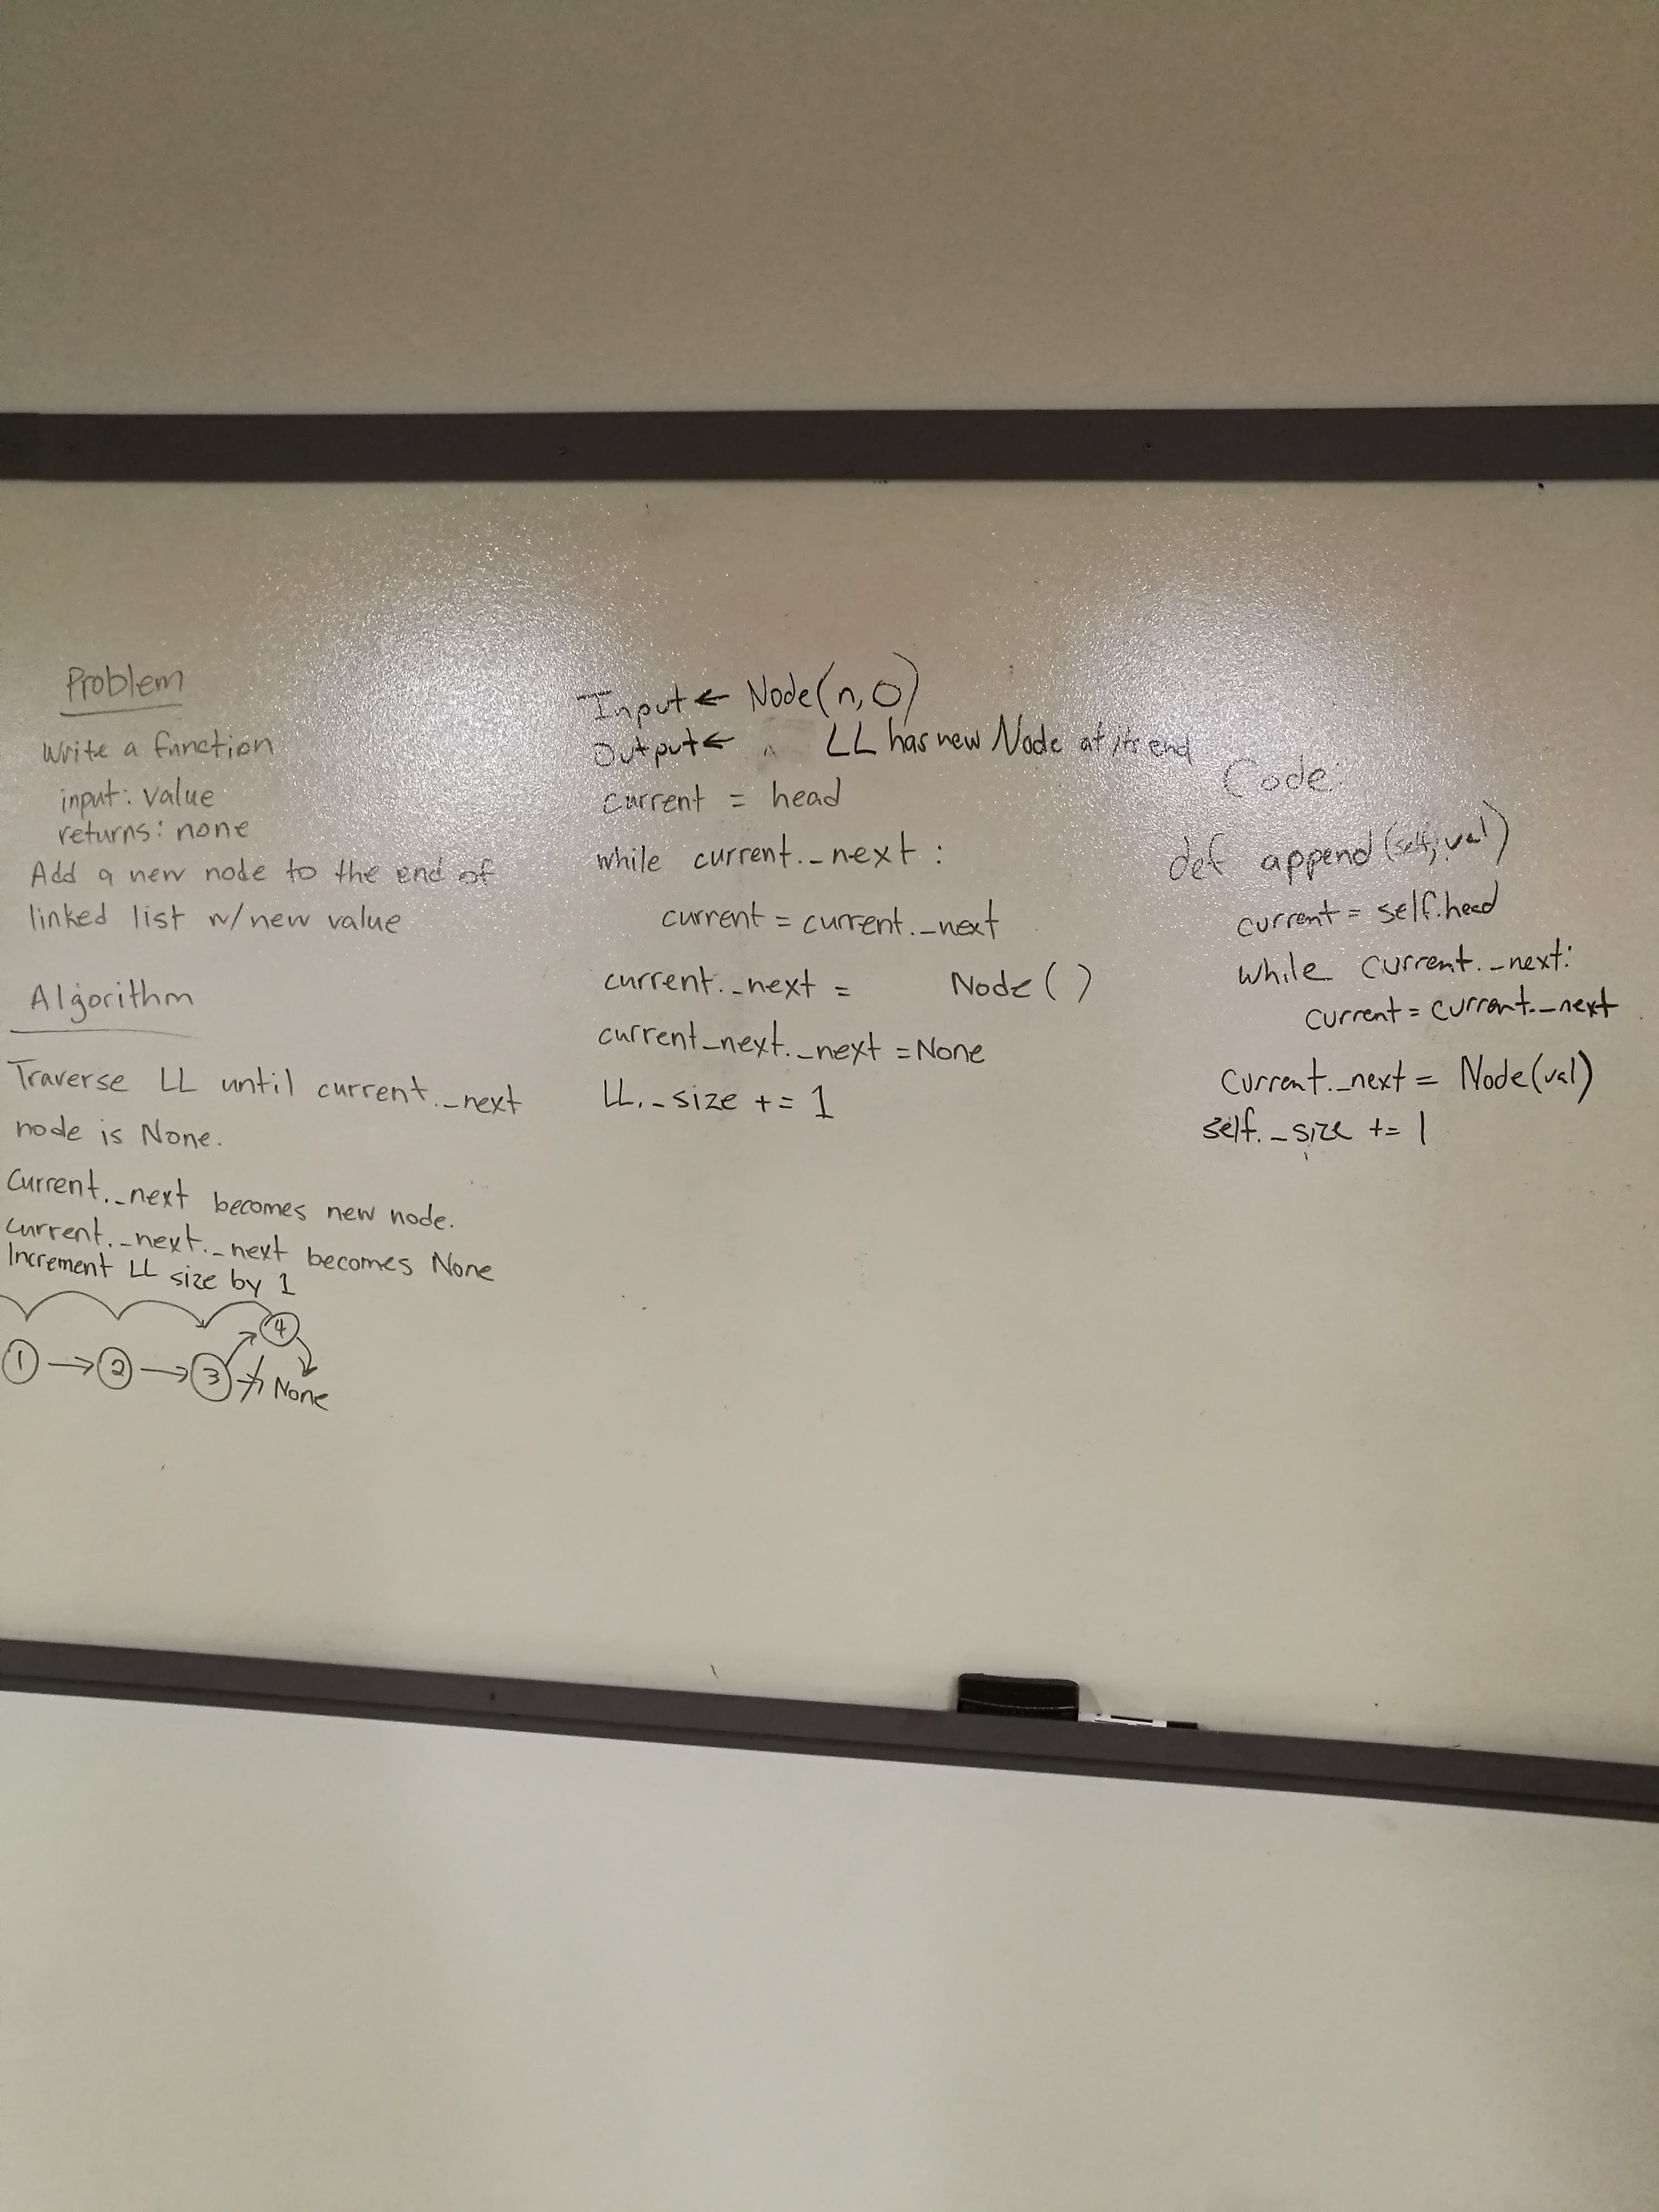 Problem
Write a function
input: value
returns: none
Add a new node to the end of
linked list w/new value
Algorithm
Traverse LL until current._next
node is None.
Current._next becomes new node.
current._next._next becomes None
Increment LL size by 1
1 → 2 → 3 → None
4
Input ← Node(n, 0)
Output ← LL has new Node at its end
current = head
while current._next :
current = current._next
current._next = Node ( )
current_next._next = None
LL._size += 1
Code:
def append(self, val)
current = self.head
while current._next:
current = current._next
current._next = Node(val)
self._size += 1